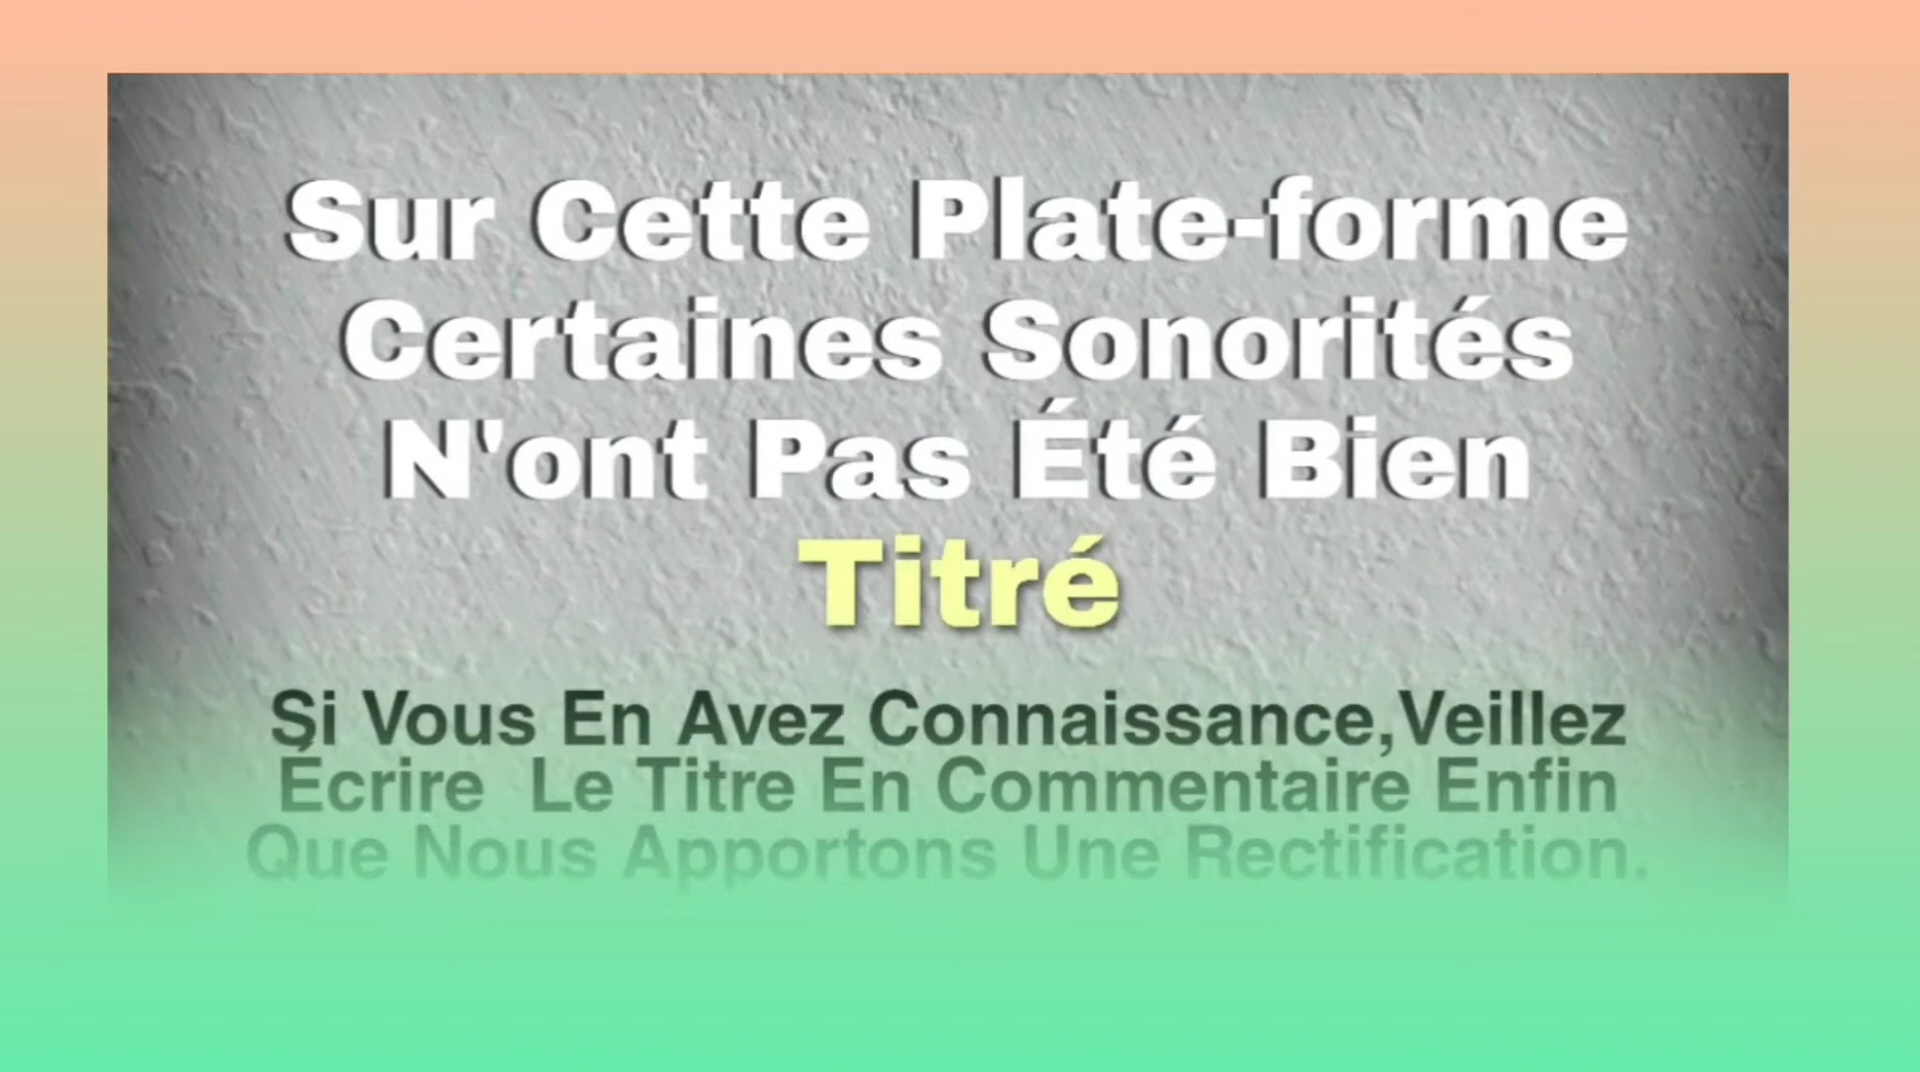 Sur Cette Plate-forme
Certaines Sonorités
N'ont Pas Été Bien
Titré
Si Vous En Avez Connaissance,Veillez
Écrire  Le Titre En Commentaire Enfin
Que Nous Apportons Une Rectification.